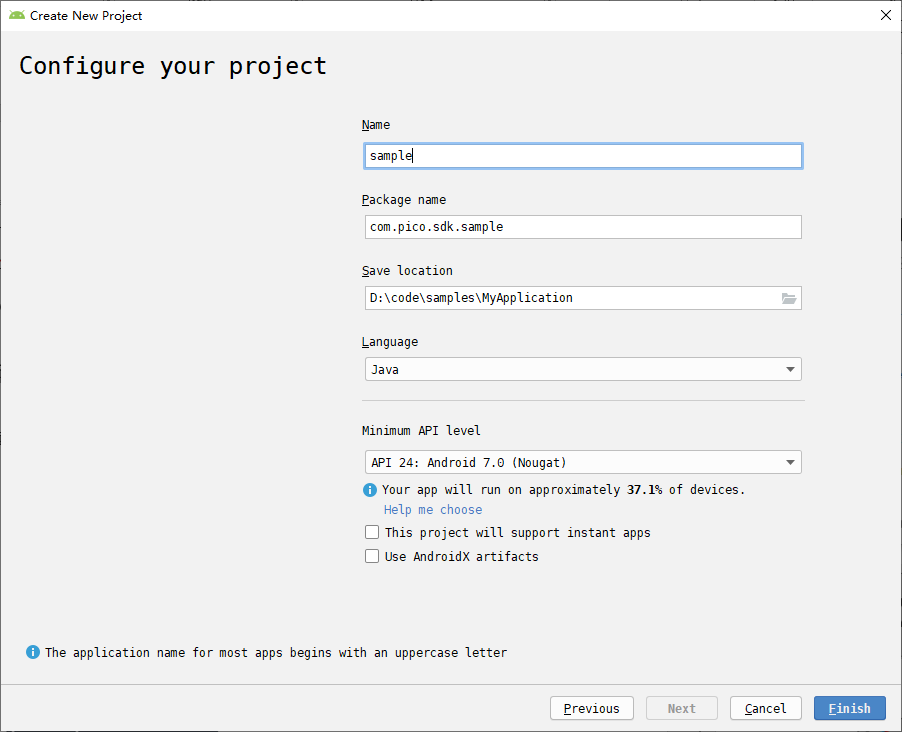 Create New Project
Configure your project
Name
sample
Package name
com.pico.sdk.sample
Save location
D:\code\samples\MyApplication
Language
Java
Minimum API level
API 24: Android 7.0 (Nougat)
Your app will run on approximately 37.1% of devices.
Help me choose
This project will support instant apps
Use AndroidX artifacts
The application name for most apps begins with an uppercase letter
Previous Next Cancel Finish